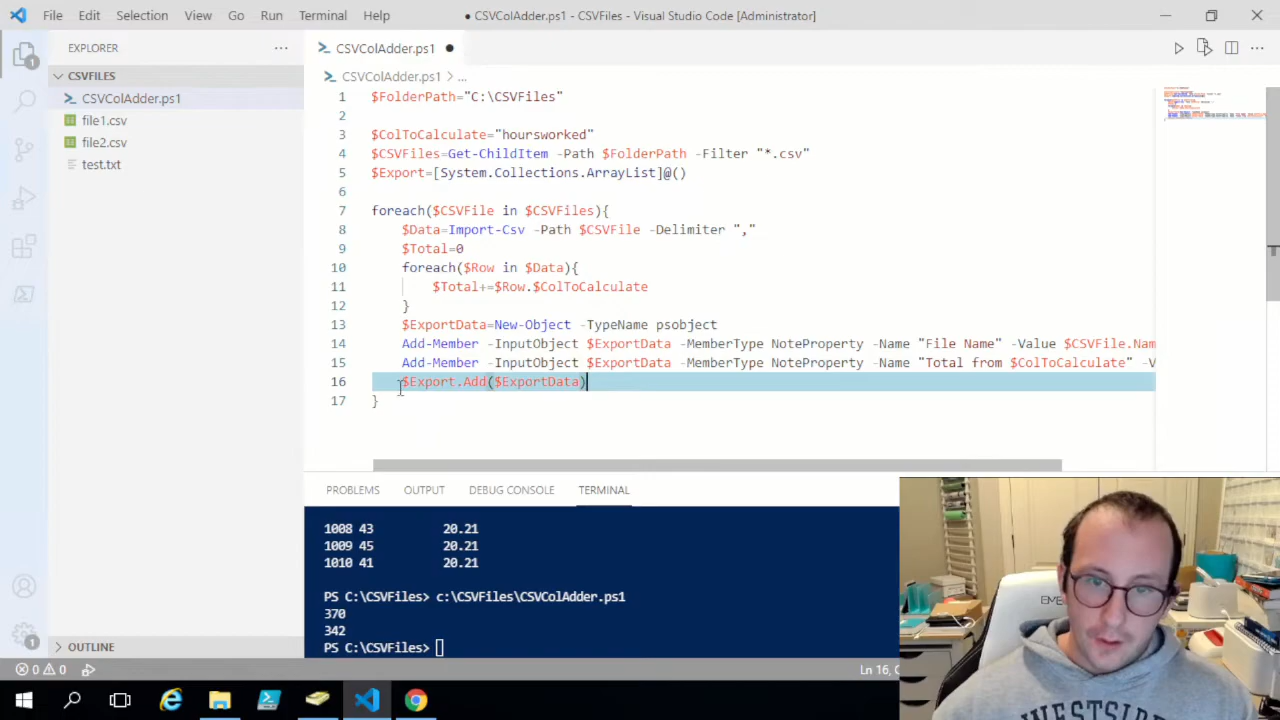 File Edit Selection View Go Run Terminal Help
● CSVColAdder.ps1 - CSVFiles - Visual Studio Code [Administrator]
EXPLORER
CSVFILES
CSVColAdder.ps1
file1.csv
file2.csv
test.txt
OUTLINE
CSVColAdder.ps1 ●
CSVColAdder.ps1 > ...
1 $FolderPath="C:\CSVFiles"
2
3 $ColToCalculate="hoursworked"
4 $CSVFiles=Get-ChildItem -Path $FolderPath -Filter "*.csv"
5 $Export=[System.Collections.ArrayList]@()
6
7 foreach($CSVFile in $CSVFiles){
8 $Data=Import-Csv -Path $CSVFile -Delimiter ","
9 $Total=0
10 foreach($Row in $Data){
11 $Total+=$Row.$ColToCalculate
12 }
13 $ExportData=New-Object -TypeName psobject
14 Add-Member -InputObject $ExportData -MemberType NoteProperty -Name "File Name" -Value $CSVFile.Nam
15 Add-Member -InputObject $ExportData -MemberType NoteProperty -Name "Total from $ColToCalculate" -V
16 $Export.Add($ExportData)
17 }
PROBLEMS OUTPUT DEBUG CONSOLE TERMINAL
1008 43 20.21
1009 45 20.21
1010 41 20.21
PS C:\CSVFiles> c:\CSVFiles\CSVColAdder.ps1
370
342
PS C:\CSVFiles>
1
1
0 0
Ln 16,
WESTSIDE